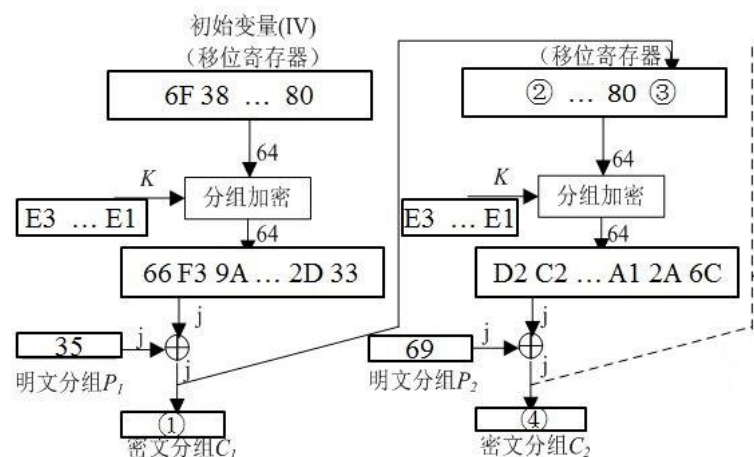 初始变量(IV)
(移位寄存器)
6F 38 … 80
64
K
分组加密
E3 … E1
64
66 F3 9A … 2D 33
j
35
j
j
明文分组P1
①
密文分组C1
(移位寄存器)
② … 80 ③
64
K
分组加密
E3 … E1
64
D2 C2 … A1 2A 6C
j
69
j
j
明文分组P2
④
密文分组C2